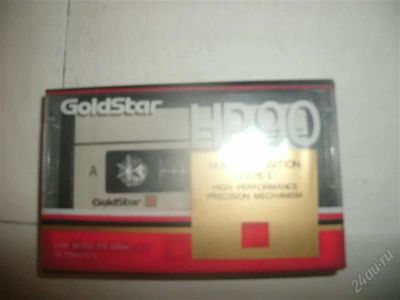 GoldStar
HP90
NORMAL POSITION
TYPE I
HIGH PERFORMANCE
PRECISION MECHANISM
A
GoldStar
24au.ru